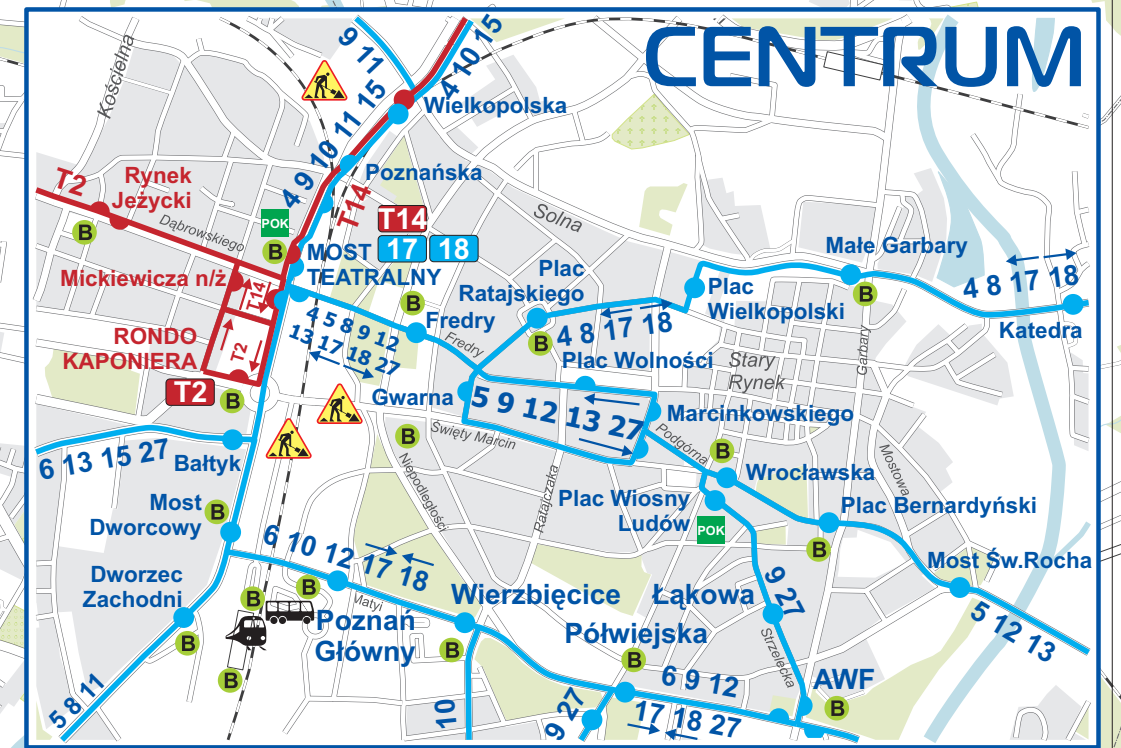 CENTRUM
9 11
4 10 15
Kościelna
Wielkopolska
4 9 10 11 15
Poznańska
T2
Rynek
Jeżycki
Dąbrowskiego
B
POK
B
T14
T14
17 18
Solna
MOST
TEATRALNY
Mickiewicza n/ż
T14
RONDO
KAPONIERA
T2
T2
B
4 5 8 9 12
13 17 18 27
B
Fredry
Fredry
Plac
Ratajskiego
B
4 8 17 18
Plac
Wielkopolski
Małe Garbary
B
4 8 17 18
Katedra
Garbary
Plac Wolności
Stary
Rynek
Gwarna
5 9 12 13 27
Marcinkowskiego
Święty Marcin
Podgórna
B
Niepodległości
Ratajczaka
Mostowa
6 13 15 27
Bałtyk
B
Wrocławska
Plac Wiosny
Ludów
POK
Plac Bernardyński
B
Most Św.Rocha
5 12 13
Most
Dworcowy
B
6 10 12 17 18
Dworzec
Zachodni
B
B
B
B
Matyi
Poznań
Główny
Wierzbięcice
B
Łąkowa
9 27
Strzelecka
Półwiejska
B
6 9 12
17 18 27
AWF
B
5 8 11
10
9 27